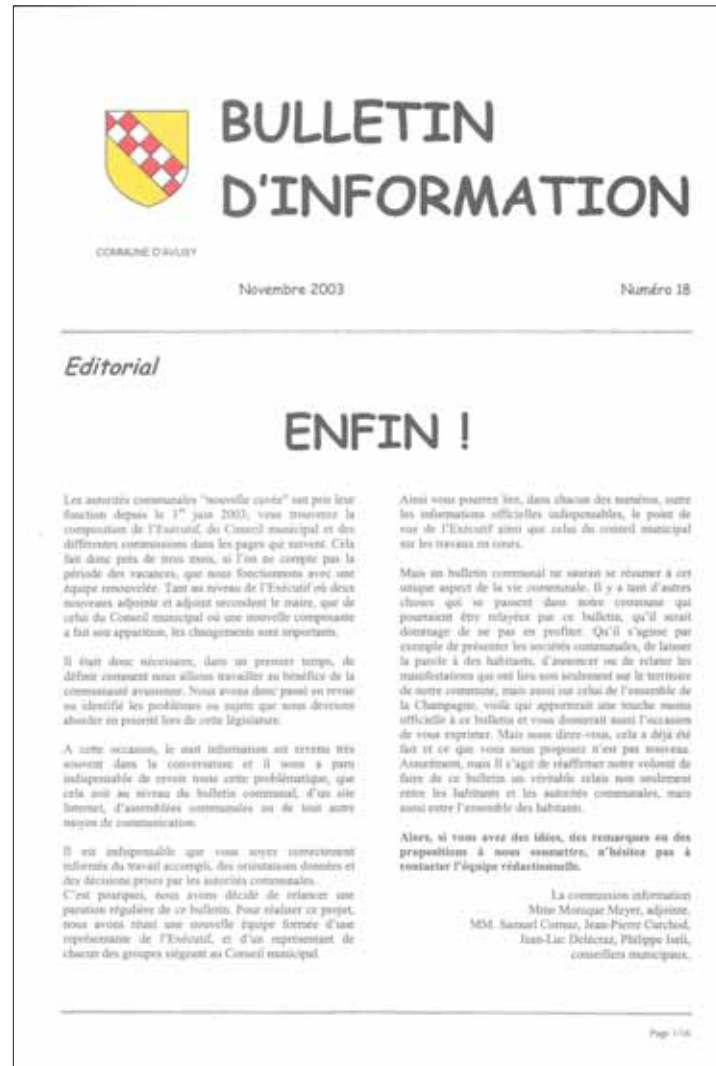 BULLETIN
D'INFORMATION
COMMUNE D'AVUSY
Novembre 2003
Numéro 18
Editorial
ENFIN !
Les autorités communales "nouvelle cuvée" ont pris leur
fonction depuis le 1er juin 2003, vous trouverez la
composition de l'Exécutif, du Conseil municipal et des
différentes commissions dans les pages qui suivent. Cela
fait donc près de trois mois, si l'on ne compte pas la
période des vacances, que nous fonctionnons avec une
équipe renouvelée. Tant au niveau de l'Exécutif où deux
nouveaux adjointe et adjoint secondent le maire, que de
celui du Conseil municipal où une nouvelle composante
a fait son apparition, les changements sont importants.
Il était donc nécessaire, dans un premier temps, de
définir comment nous allions travailler au bénéfice de la
communauté avusienne. Nous avons donc passé en revue
ou identifié les problèmes ou sujets que nous devrions
aborder en priorité lors de cette législature.
A cette occasion, le mot information est revenu très
souvent dans la conversation et il nous a paru
indispensable de revoir toute cette problématique, que
cela soit au niveau du bulletin communal, d'un site
Internet, d'assemblées communales ou de tout autre
moyen de communication.
Il est indispensable que vous soyez correctement
informés du travail accompli, des orientations données et
des décisions prises par les autorités communales.
C'est pourquoi, nous avons décidé de relancer une
parution régulière de ce bulletin. Pour réaliser ce projet,
nous avons réuni une nouvelle équipe formée d'une
représentante de l'Exécutif, et d'un représentant de
chacun des groupes siégeant au Conseil municipal.
Ainsi vous pourrez lire, dans chacun des numéros, outre
les informations officielles indispensables, le point de
vue de l'Exécutif ainsi que celui du conseil municipal
sur les travaux en cours.
Mais un bulletin communal ne saurait se résumer à cet
unique aspect de la vie communale. Il y a tant d'autres
choses qui se passent dans notre commune qui
pourraient être relayées par ce bulletin, qu'il serait
dommage de ne pas en profiter. Qu'il s'agisse par
exemple de présenter les sociétés communales, de laisser
la parole à des habitants, d'annoncer ou de relater les
manifestations qui ont lieu non seulement sur le territoire
de notre commune, mais aussi sur celui de l'ensemble de
la Champagne, voilà qui apporterait une touche moins
officielle à ce bulletin et vous donnerait aussi l'occasion
de vous exprimer. Mais nous direz-vous, cela a déjà été
fait et ce que vous nous proposez n'est pas nouveau.
Assurément, mais il s'agit de réaffirmer notre volonté de
faire de ce bulletin un véritable relais non seulement
entre les habitants et les autorités communales, mais
aussi entre l'ensemble des habitants.
Alors, si vous avez des idées, des remarques ou des
propositions à nous soumettre, n'hésitez pas à
contacter l'équipe rédactionnelle.
La commission information
Mme Monique Meyer, adjointe,
MM. Samuel Cornuz, Jean-Pierre Curchod,
Jean-Luc Delécraz, Philippe Iseli,
conseillers municipaux.
Page 1/16